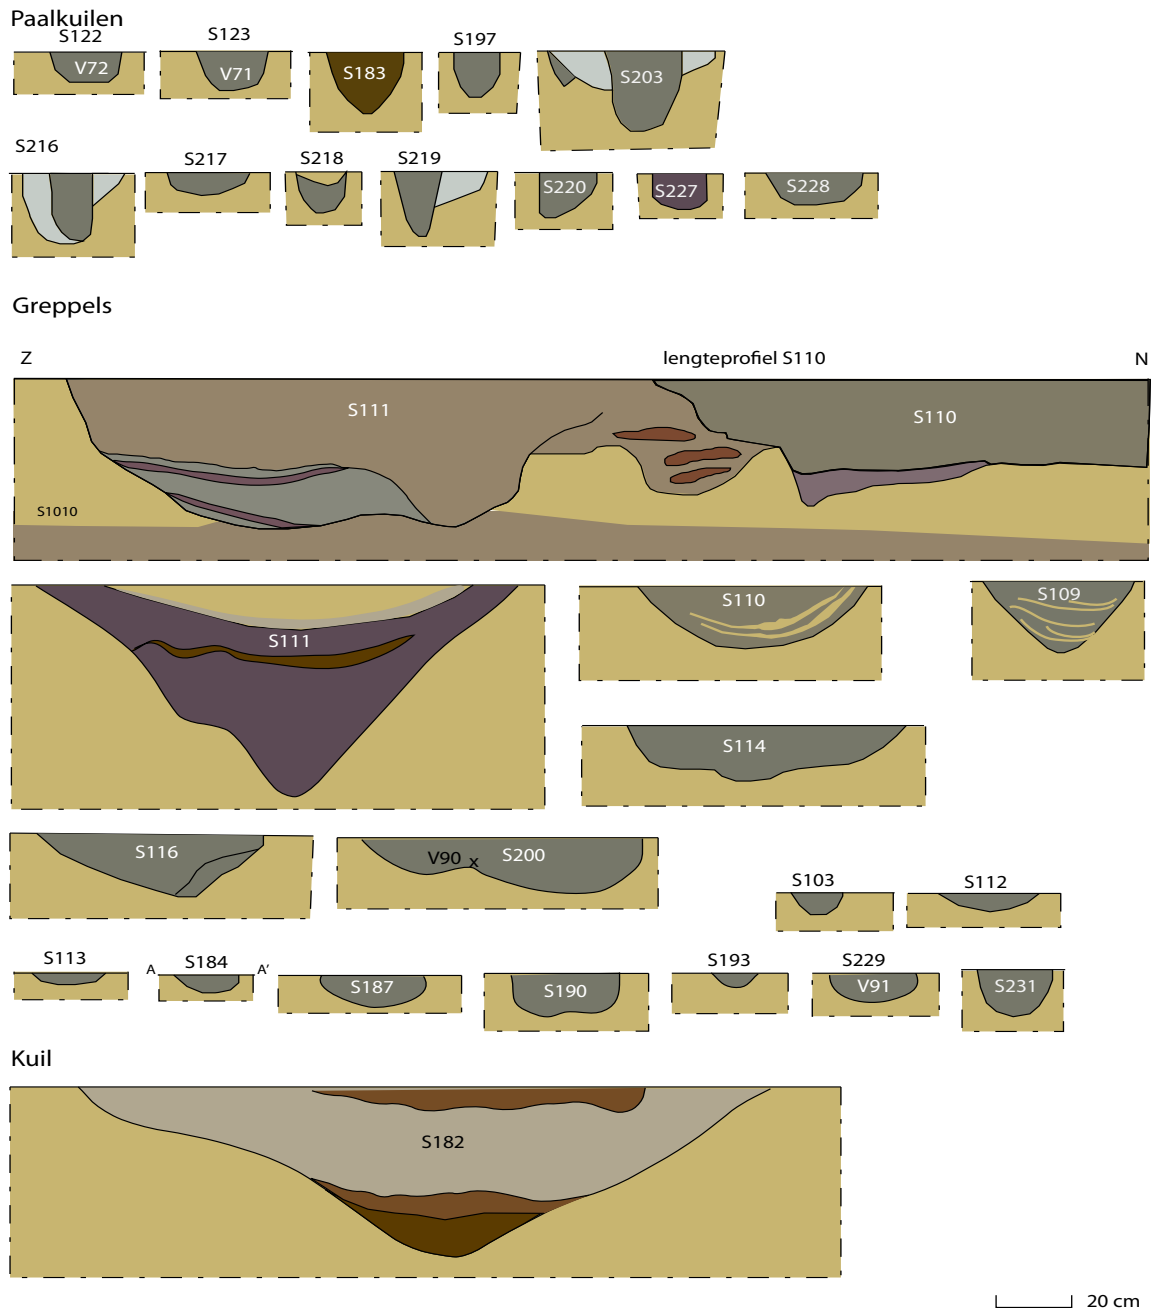 Paalkuilen
S122 S123 S197
V72 V71 S183 S203
S216 S217 S218 S219
S220 S227 S228
Greppels
Z lengteprofiel S110 N
S111 S110
S1010
S111 S110 S109
S114
S116 V90 x S200
S103 S112
S113 A S184 A' S193 S229
S187 S190 V91 S231
Kuil
S182
20 cm